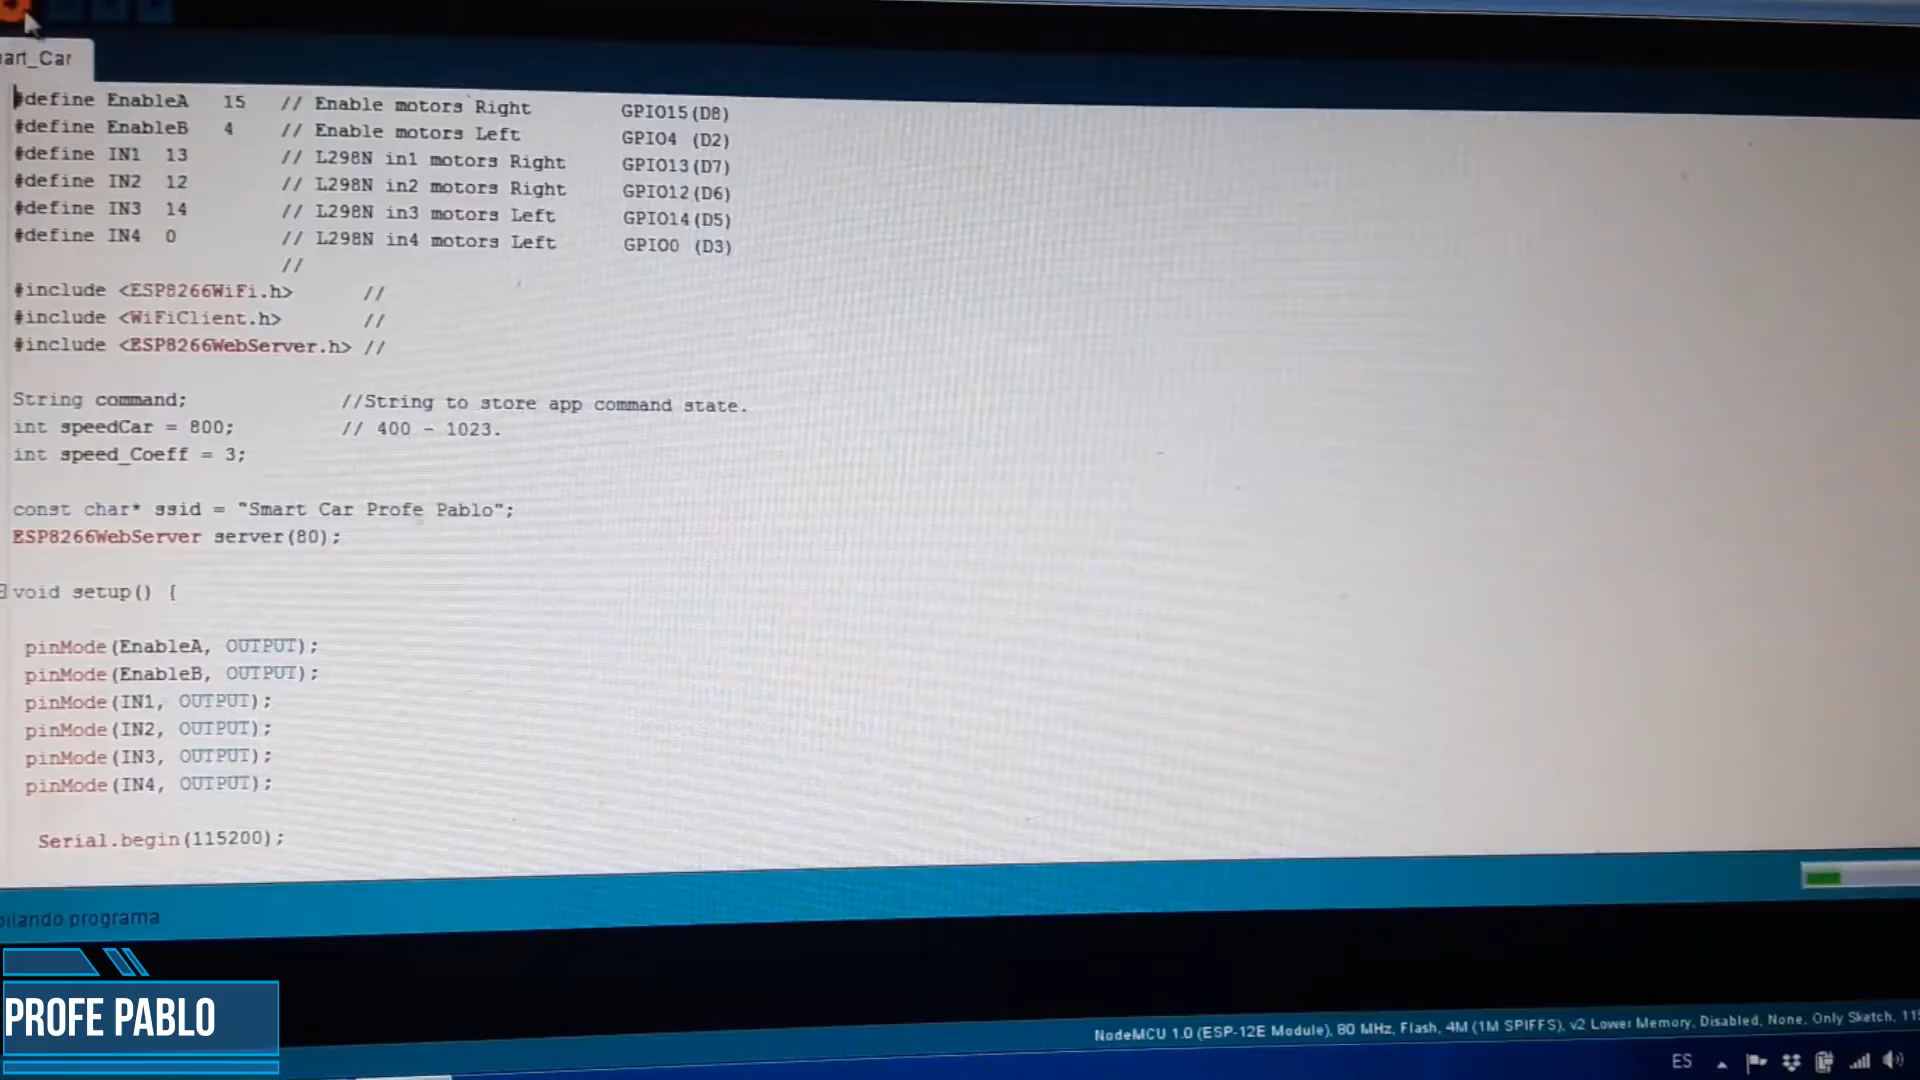 art_Car
#define EnableA 15 // Enable motors Right GPIO15(D8)
#define EnableB 4 // Enable motors Left GPIO4 (D2)
#define IN1 13 // L298N in1 motors Right GPIO13(D7)
#define IN2 12 // L298N in2 motors Right GPIO12(D6)
#define IN3 14 // L298N in3 motors Left GPIO14(D5)
#define IN4 0 // L298N in4 motors Left GPIO0 (D3)
//
#include <ESP8266WiFi.h> //
#include <WiFiClient.h> //
#include <ESP8266WebServer.h> //
String command; //String to store app command state.
int speedCar = 800; // 400 - 1023.
int speed_Coeff = 3;
const char* ssid = "Smart Car Profe Pablo";
ESP8266WebServer server(80);
void setup() {
pinMode(EnableA, OUTPUT);
pinMode(EnableB, OUTPUT);
pinMode(IN1, OUTPUT);
pinMode(IN2, OUTPUT);
pinMode(IN3, OUTPUT);
pinMode(IN4, OUTPUT);
Serial.begin(115200);
pilando programa
PROFE PABLO
NodeMCU 1.0 (ESP-12E Module), 80 MHz, Flash, 4M (1M SPIFFS), v2 Lower Memory, Disabled, None, Only Sketch, 115
ES